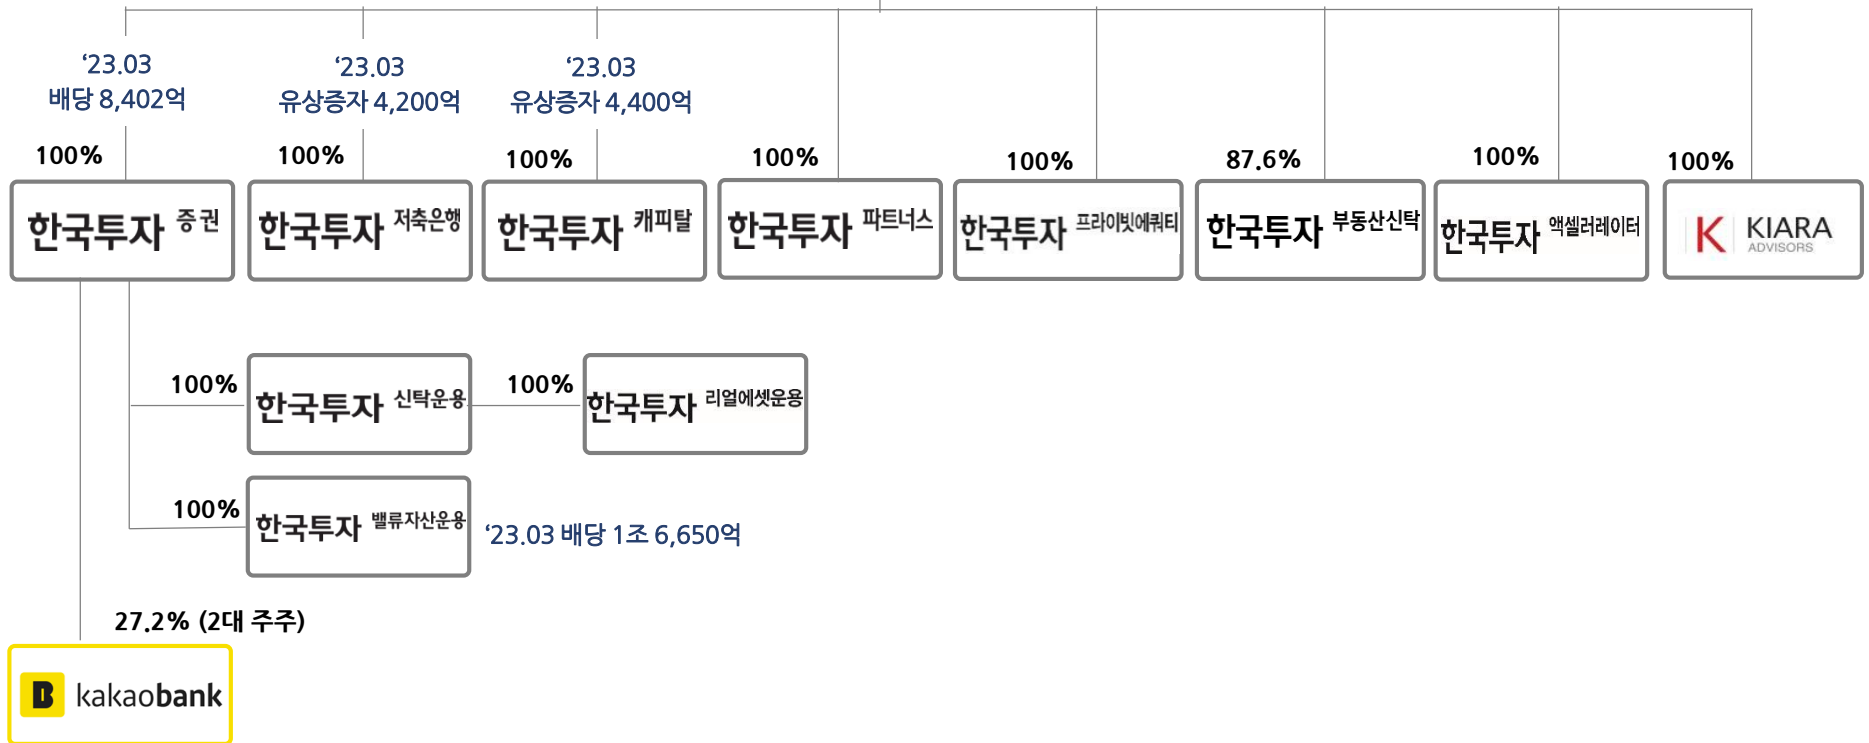 ‘23.03
배당 8,402억
‘23.03
유상증자 4,200억
‘23.03
유상증자 4,400억
100%
100%
100%
100%
100%
87.6%
100%
100%
한국투자 증권
한국투자 저축은행
한국투자 캐피탈
한국투자 파트너스
한국투자 프라이빗에쿼티
한국투자 부동산신탁
한국투자 액셀러레이터
K KIARA
ADVISORS
100%
한국투자 신탁운용
100%
한국투자 리얼에셋운용
100%
한국투자 밸류자산운용
‘23.03 배당 1조 6,650억
27.2% (2대 주주)
B kakaobank